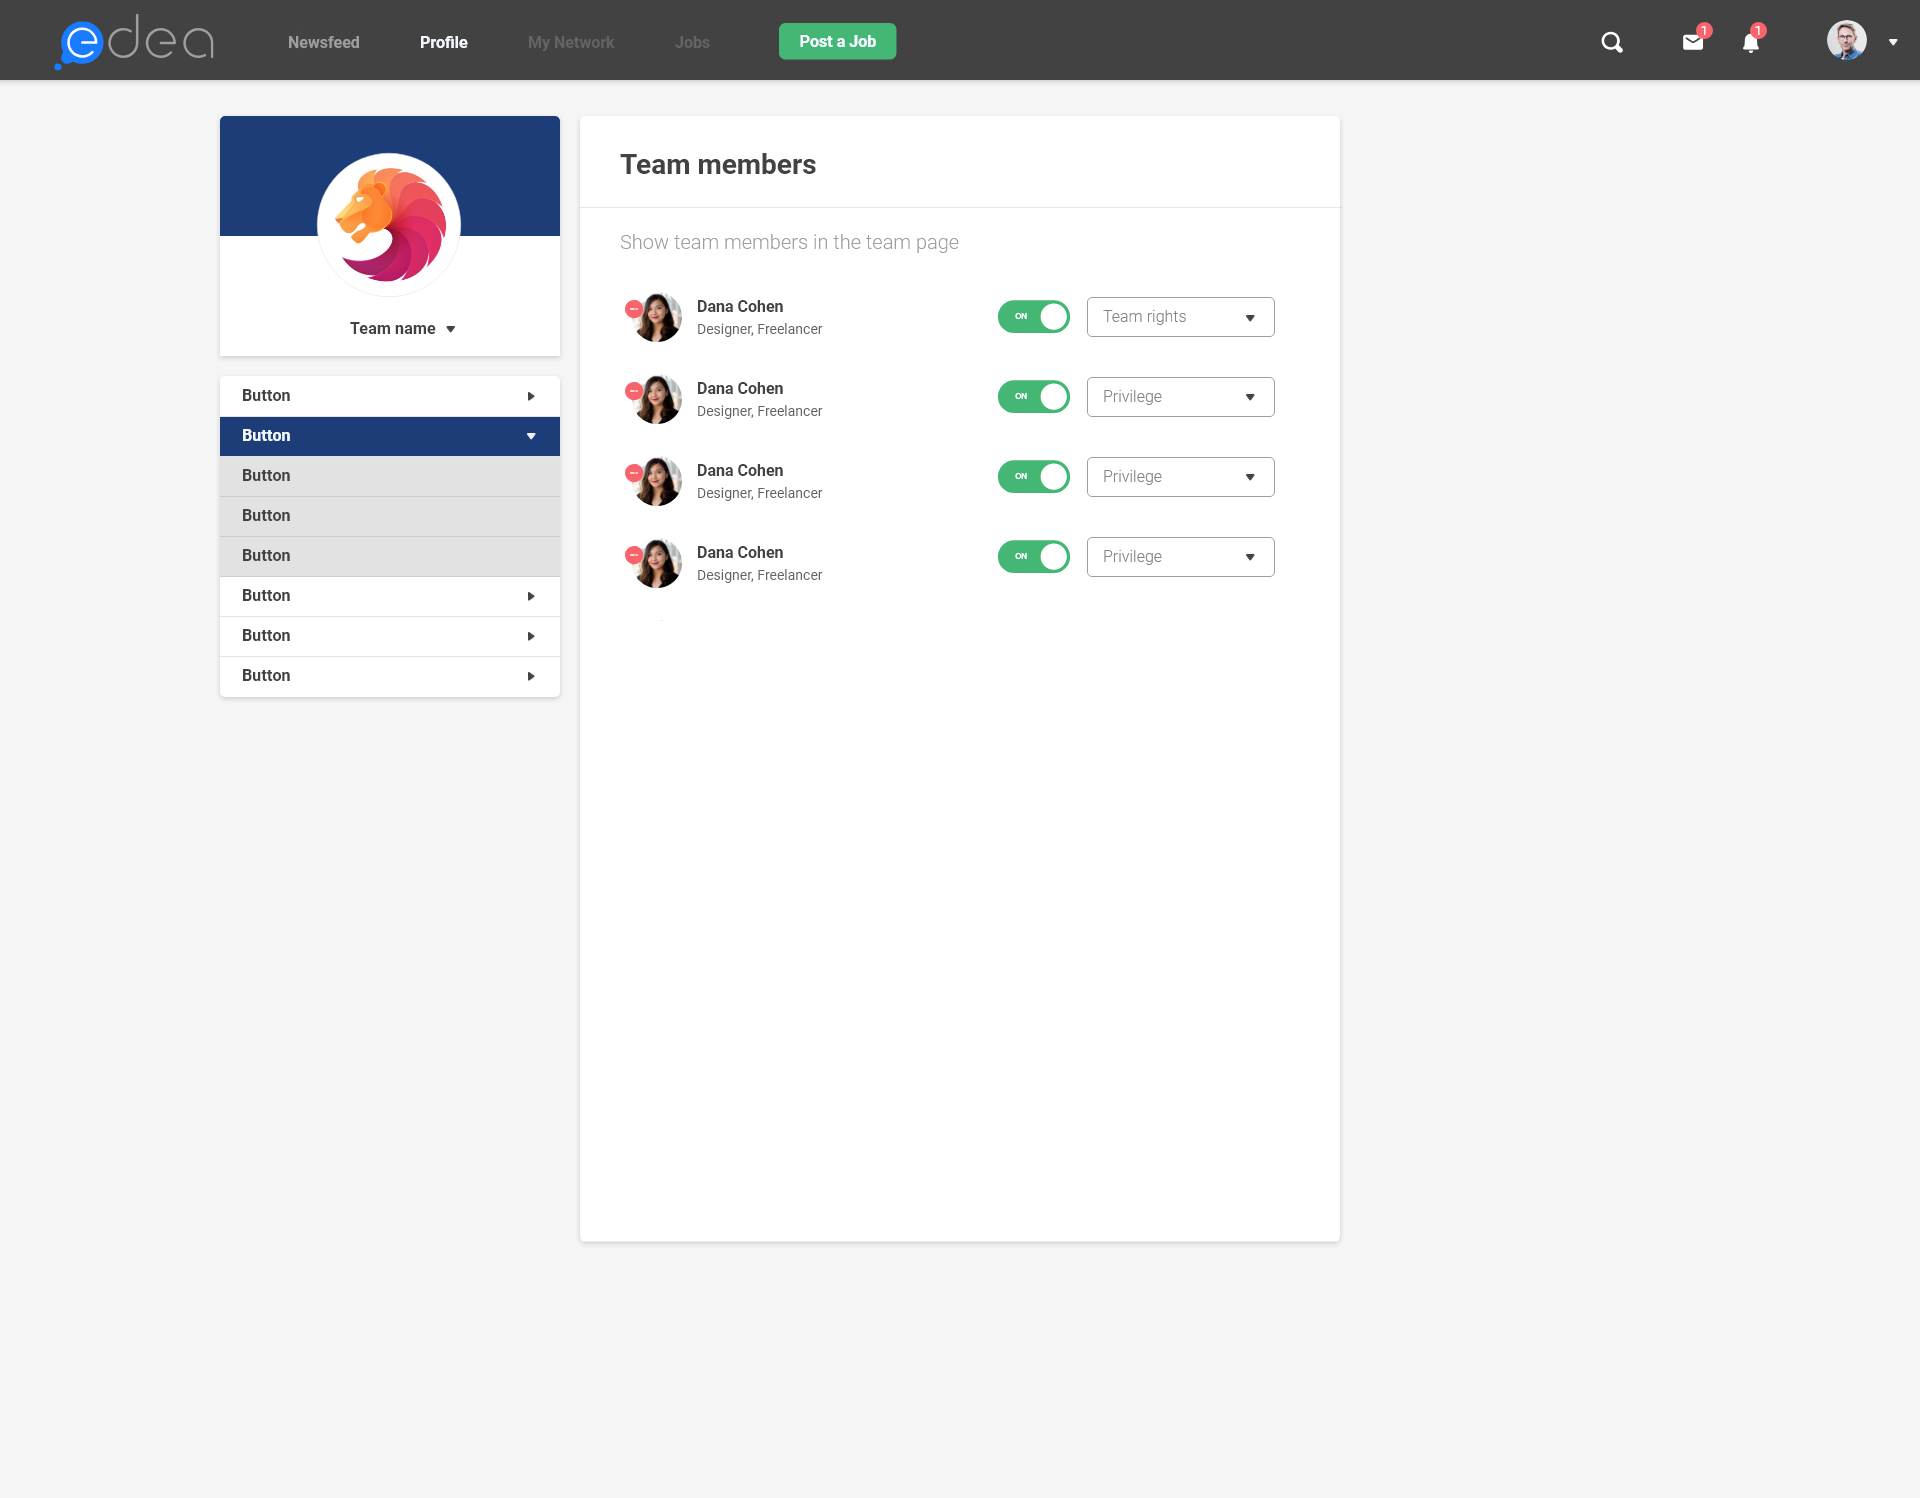 edea
Newsfeed
Profile
My Network
Jobs
Post a Job
1
1
Team name
Button
Button
Button
Button
Button
Button
Button
Button
Team members
Show team members in the team page
Dana Cohen
Designer, Freelancer
ON
Team rights
Dana Cohen
Designer, Freelancer
ON
Privilege
Dana Cohen
Designer, Freelancer
ON
Privilege
Dana Cohen
Designer, Freelancer
ON
Privilege